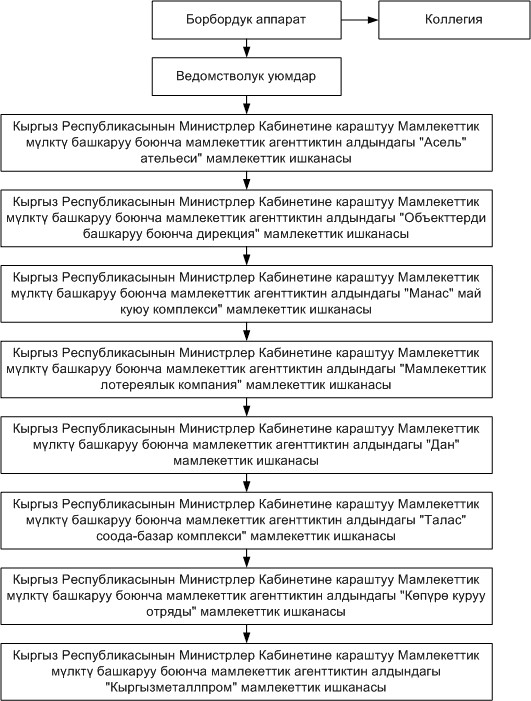 Борбордук аппарат
Коллегия
Ведомстволук уюмдар
Кыргыз Республикасынын Министрлер Кабинетине караштуу Мамлекеттик
мүлктү башкаруу боюнча мамлекеттик агенттиктин алдындагы "Асель"
ательеси" мамлекеттик ишканасы
Кыргыз Республикасынын Министрлер Кабинетине караштуу Мамлекеттик
мүлктү башкаруу боюнча мамлекеттик агенттиктин алдындагы "Объекттерди
башкаруу боюнча дирекция" мамлекеттик ишканасы
Кыргыз Республикасынын Министрлер Кабинетине караштуу Мамлекеттик
мүлктү башкаруу боюнча мамлекеттик агенттиктин алдындагы "Манас" май
куюу комплекси" мамлекеттик ишканасы
Кыргыз Республикасынын Министрлер Кабинетине караштуу Мамлекеттик
мүлктү башкаруу боюнча мамлекеттик агенттиктин алдындагы "Мамлекеттик
лотереялык компания" мамлекеттик ишканасы
Кыргыз Республикасынын Министрлер Кабинетине караштуу Мамлекеттик
мүлктү башкаруу боюнча мамлекеттик агенттиктин алдындагы "Дан"
мамлекеттик ишканасы
Кыргыз Республикасынын Министрлер Кабинетине караштуу Мамлекеттик
мүлктү башкаруу боюнча мамлекеттик агенттиктин алдындагы "Талас"
соода-базар комплекси" мамлекеттик ишканасы
Кыргыз Республикасынын Министрлер Кабинетине караштуу Мамлекеттик
мүлктү башкаруу боюнча мамлекеттик агенттиктин алдындагы "Көпүрө куруу
отряды" мамлекеттик ишканасы
Кыргыз Республикасынын Министрлер Кабинетине караштуу Мамлекеттик
мүлктү башкаруу боюнча мамлекеттик агенттиктин алдындагы
"Кыргызметаллпром" мамлекеттик ишканасы